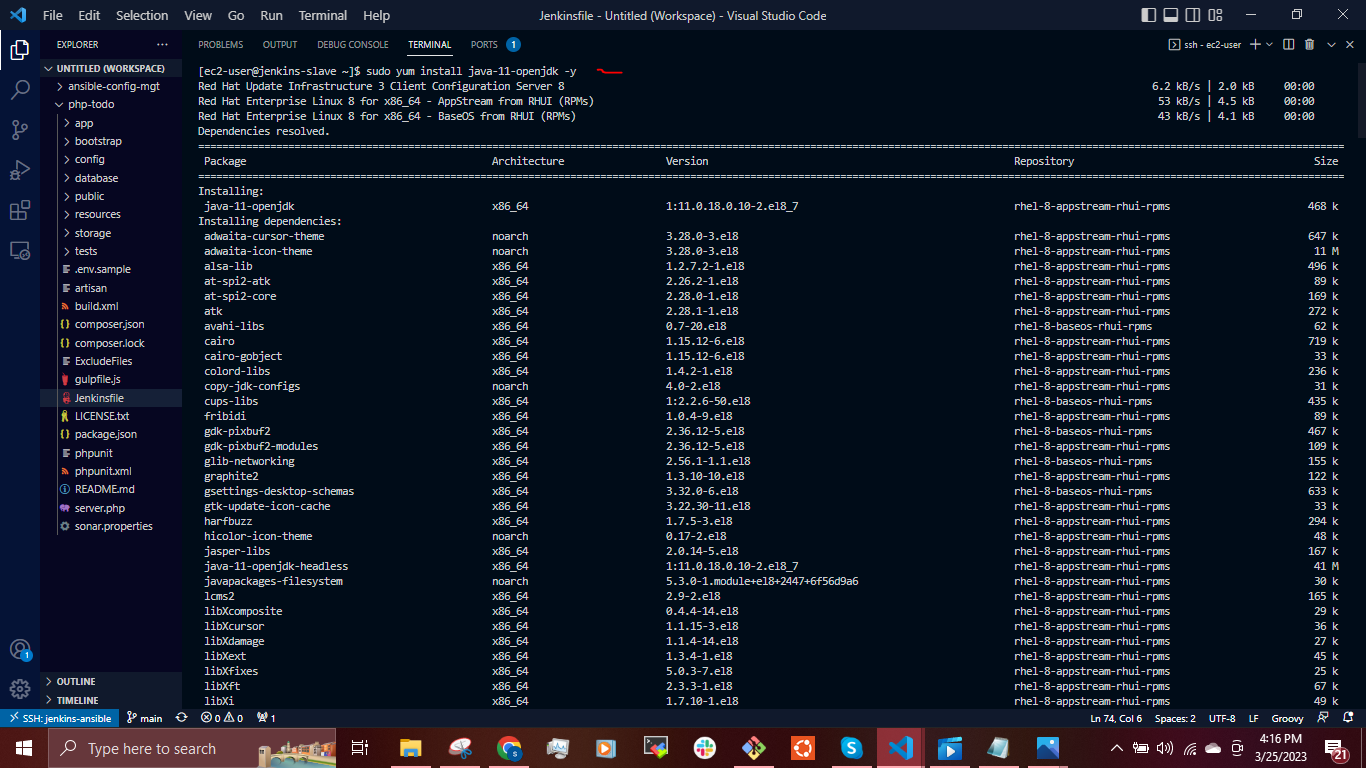 File Edit Selection View Go Run Terminal Help
Jenkinsfile - Untitled (Workspace) - Visual Studio Code
EXPLORER
UNTITLED (WORKSPACE)
ansible-config-mgt
php-todo
app
bootstrap
config
database
public
resources
storage
tests
.env.sample
artisan
build.xml
composer.json
composer.lock
ExcludeFiles
gulpfile.js
Jenkinsfile
LICENSE.txt
package.json
phpunit
phpunit.xml
README.md
server.php
sonar.properties
OUTLINE
TIMELINE
PROBLEMS OUTPUT DEBUG CONSOLE TERMINAL PORTS 1
ssh - ec2-user
[ec2-user@jenkins-slave ~]$ sudo yum install java-11-openjdk -y
Red Hat Update Infrastructure 3 Client Configuration Server 8 6.2 kB/s | 2.0 kB 00:00
Red Hat Enterprise Linux 8 for x86_64 - AppStream from RHUI (RPMs) 53 kB/s | 4.5 kB 00:00
Red Hat Enterprise Linux 8 for x86_64 - BaseOS from RHUI (RPMs) 43 kB/s | 4.1 kB 00:00
Dependencies resolved.
Package Architecture Version Repository Size
Installing:
java-11-openjdk x86_64 1:11.0.18.0.10-2.el8_7 rhel-8-appstream-rhui-rpms 468 k
Installing dependencies:
adwaita-cursor-theme noarch 3.28.0-3.el8 rhel-8-appstream-rhui-rpms 647 k
adwaita-icon-theme noarch 3.28.0-3.el8 rhel-8-appstream-rhui-rpms 11 M
alsa-lib x86_64 1.2.7.2-1.el8 rhel-8-appstream-rhui-rpms 496 k
at-spi2-atk x86_64 2.26.2-1.el8 rhel-8-appstream-rhui-rpms 89 k
at-spi2-core x86_64 2.28.0-1.el8 rhel-8-appstream-rhui-rpms 169 k
atk x86_64 2.28.1-1.el8 rhel-8-appstream-rhui-rpms 272 k
avahi-libs x86_64 0.7-20.el8 rhel-8-baseos-rhui-rpms 62 k
cairo x86_64 1.15.12-6.el8 rhel-8-appstream-rhui-rpms 719 k
cairo-gobject x86_64 1.15.12-6.el8 rhel-8-appstream-rhui-rpms 33 k
colord-libs x86_64 1.4.2-1.el8 rhel-8-appstream-rhui-rpms 236 k
copy-jdk-configs noarch 4.0-2.el8 rhel-8-appstream-rhui-rpms 31 k
cups-libs x86_64 1:2.2.6-50.el8 rhel-8-baseos-rhui-rpms 435 k
fribidi x86_64 1.0.4-9.el8 rhel-8-appstream-rhui-rpms 89 k
gdk-pixbuf2 x86_64 2.36.12-5.el8 rhel-8-baseos-rhui-rpms 467 k
gdk-pixbuf2-modules x86_64 2.36.12-5.el8 rhel-8-appstream-rhui-rpms 109 k
glib-networking x86_64 2.56.1-1.1.el8 rhel-8-baseos-rhui-rpms 155 k
graphite2 x86_64 1.3.10-10.el8 rhel-8-appstream-rhui-rpms 122 k
gsettings-desktop-schemas x86_64 3.32.0-6.el8 rhel-8-baseos-rhui-rpms 633 k
gtk-update-icon-cache x86_64 3.22.30-11.el8 rhel-8-appstream-rhui-rpms 33 k
harfbuzz x86_64 1.7.5-3.el8 rhel-8-appstream-rhui-rpms 294 k
hicolor-icon-theme noarch 0.17-2.el8 rhel-8-appstream-rhui-rpms 48 k
jasper-libs x86_64 2.0.14-5.el8 rhel-8-appstream-rhui-rpms 167 k
java-11-openjdk-headless x86_64 1:11.0.18.0.10-2.el8_7 rhel-8-appstream-rhui-rpms 41 M
javapackages-filesystem noarch 5.3.0-1.module+el8+2447+6f56d9a6 rhel-8-appstream-rhui-rpms 30 k
lcms2 x86_64 2.9-2.el8 rhel-8-appstream-rhui-rpms 165 k
libXcomposite x86_64 0.4.4-14.el8 rhel-8-appstream-rhui-rpms 29 k
libXcursor x86_64 1.1.15-3.el8 rhel-8-appstream-rhui-rpms 36 k
libXdamage x86_64 1.1.4-14.el8 rhel-8-appstream-rhui-rpms 27 k
libXext x86_64 1.3.4-1.el8 rhel-8-appstream-rhui-rpms 45 k
libXfixes x86_64 5.0.3-7.el8 rhel-8-appstream-rhui-rpms 25 k
libXft x86_64 2.3.3-1.el8 rhel-8-appstream-rhui-rpms 67 k
libXi x86_64 1.7.10-1.el8 rhel-8-appstream-rhui-rpms 49 k
1
SSH: jenkins-ansible main 0 0 1 Ln 74, Col 6 Spaces: 2 UTF-8 LF Groovy
Type here to search
4:16 PM
3/25/2023
21